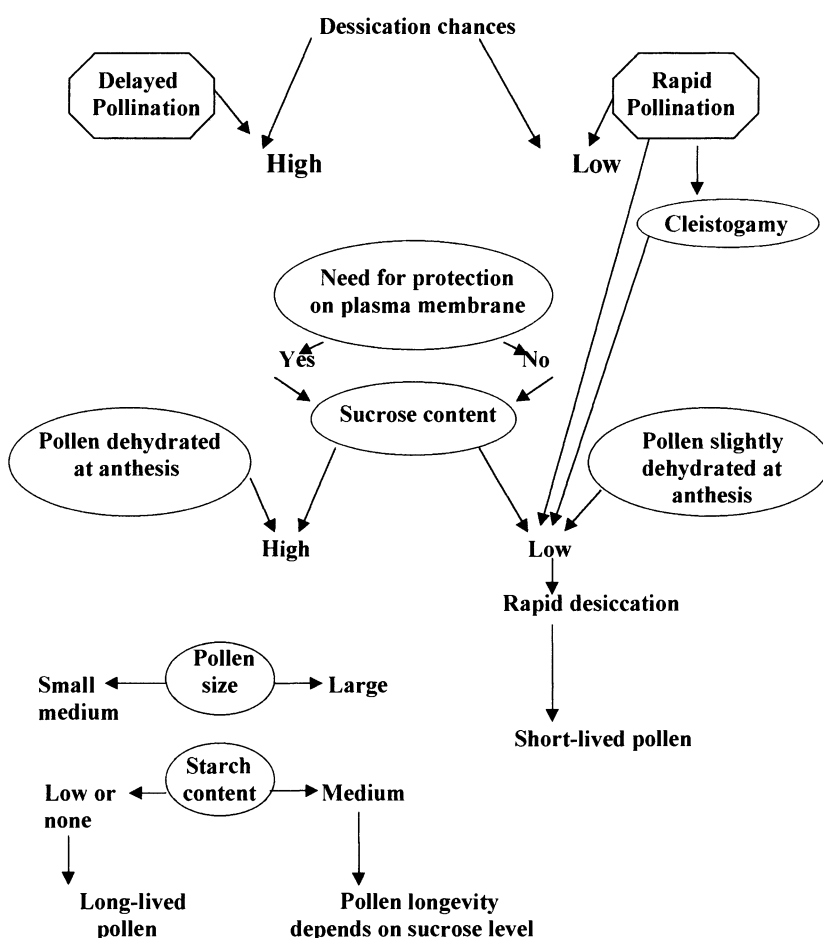 Dessication chances
Delayed
Pollination
Rapid
Pollination
High
Low
Cleistogamy
Need for protection
on plasma membrane
Yes
No
Sucrose content
Pollen dehydrated
at anthesis
Pollen slightly
dehydrated at
anthesis
High
Low
Rapid desiccation
Pollen
size
Small
medium
Large
Short-lived pollen
Starch
content
Low or
none
Medium
Long-lived
pollen
Pollen longevity
depends on sucrose level